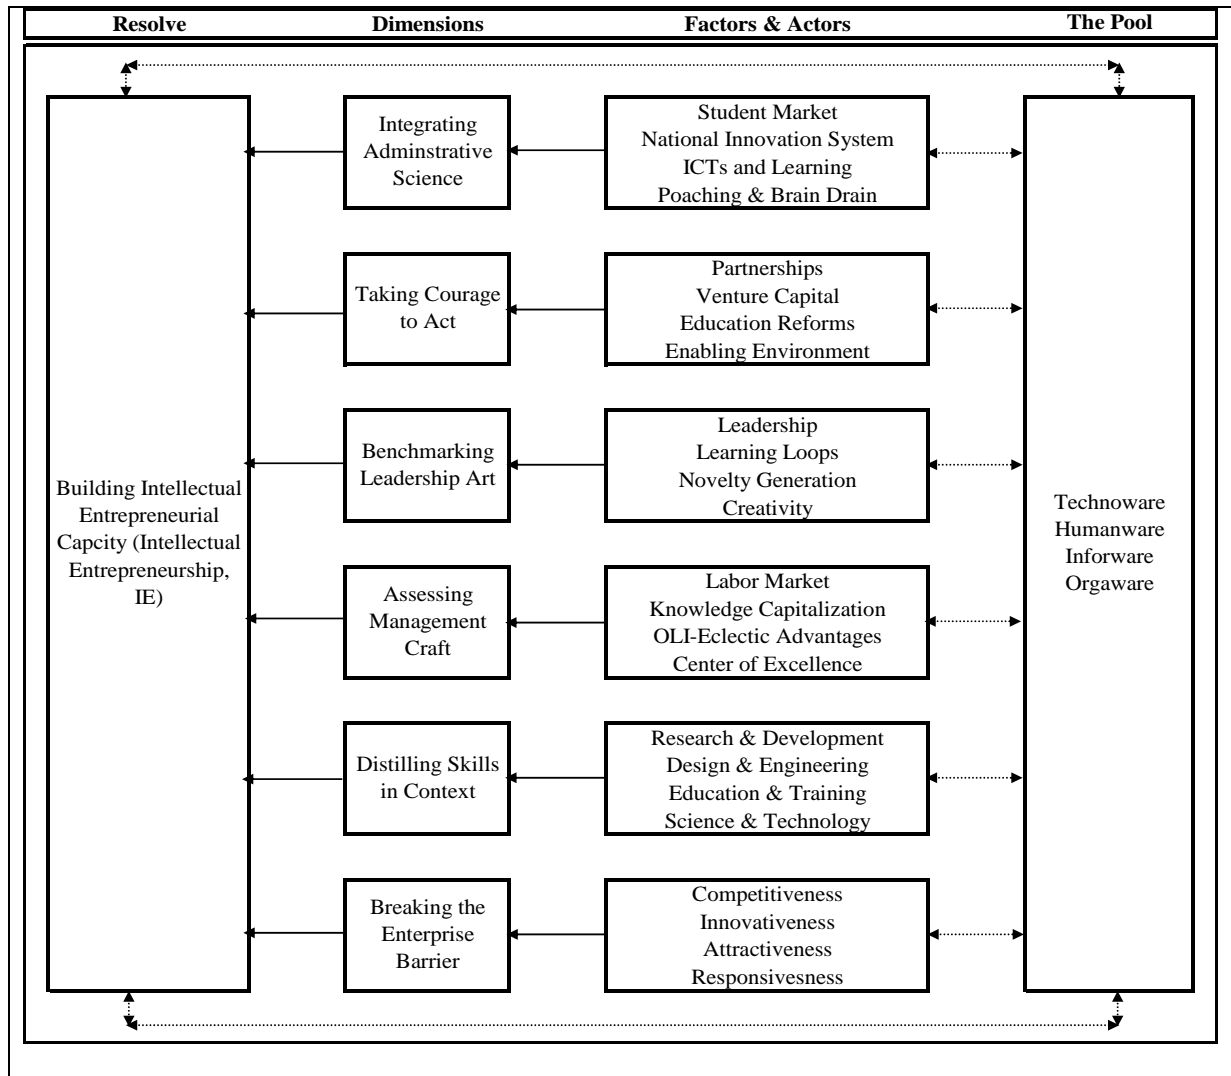 Resolve
Dimensions
Factors & Actors
The Pool
Building Intellectual
Entrepreneurial
Capcity (Intellectual
Entrepreneurship,
IE)
Integrating
Adminstrative
Science
Taking Courage
to Act
Benchmarking
Leadership Art
Assessing
Management
Craft
Distilling Skills
in Context
Breaking the
Enterprise
Barrier
Student Market
National Innovation System
ICTs and Learning
Poaching & Brain Drain
Partnerships
Venture Capital
Education Reforms
Enabling Environment
Leadership
Learning Loops
Novelty Generation
Creativity
Labor Market
Knowledge Capitalization
OLI-Eclectic Advantages
Center of Excellence
Research & Development
Design & Engineering
Education & Training
Science & Technology
Competitiveness
Innovativeness
Attractiveness
Responsivesness
Technoware
Humanware
Inforware
Orgaware